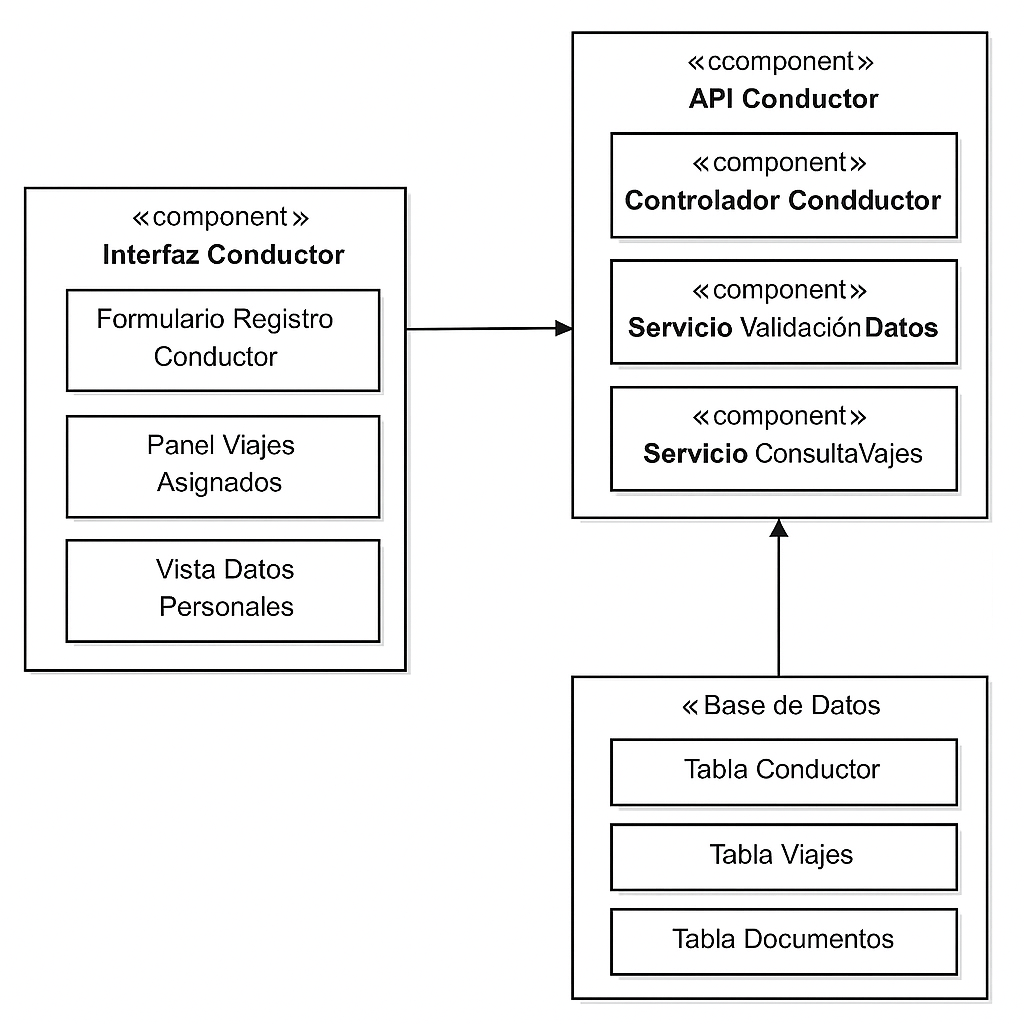 «component»
Interfaz Conductor
Formulario Registro
Conductor
Panel Viajes
Asignados
Vista Datos
Personales
«ccomponent»
API Conductor
«component»
Controlador Condductor
«component»
Servicio Validación Datos
«component»
Servicio ConsultaVajes
« Base de Datos
Tabla Conductor
Tabla Viajes
Tabla Documentos